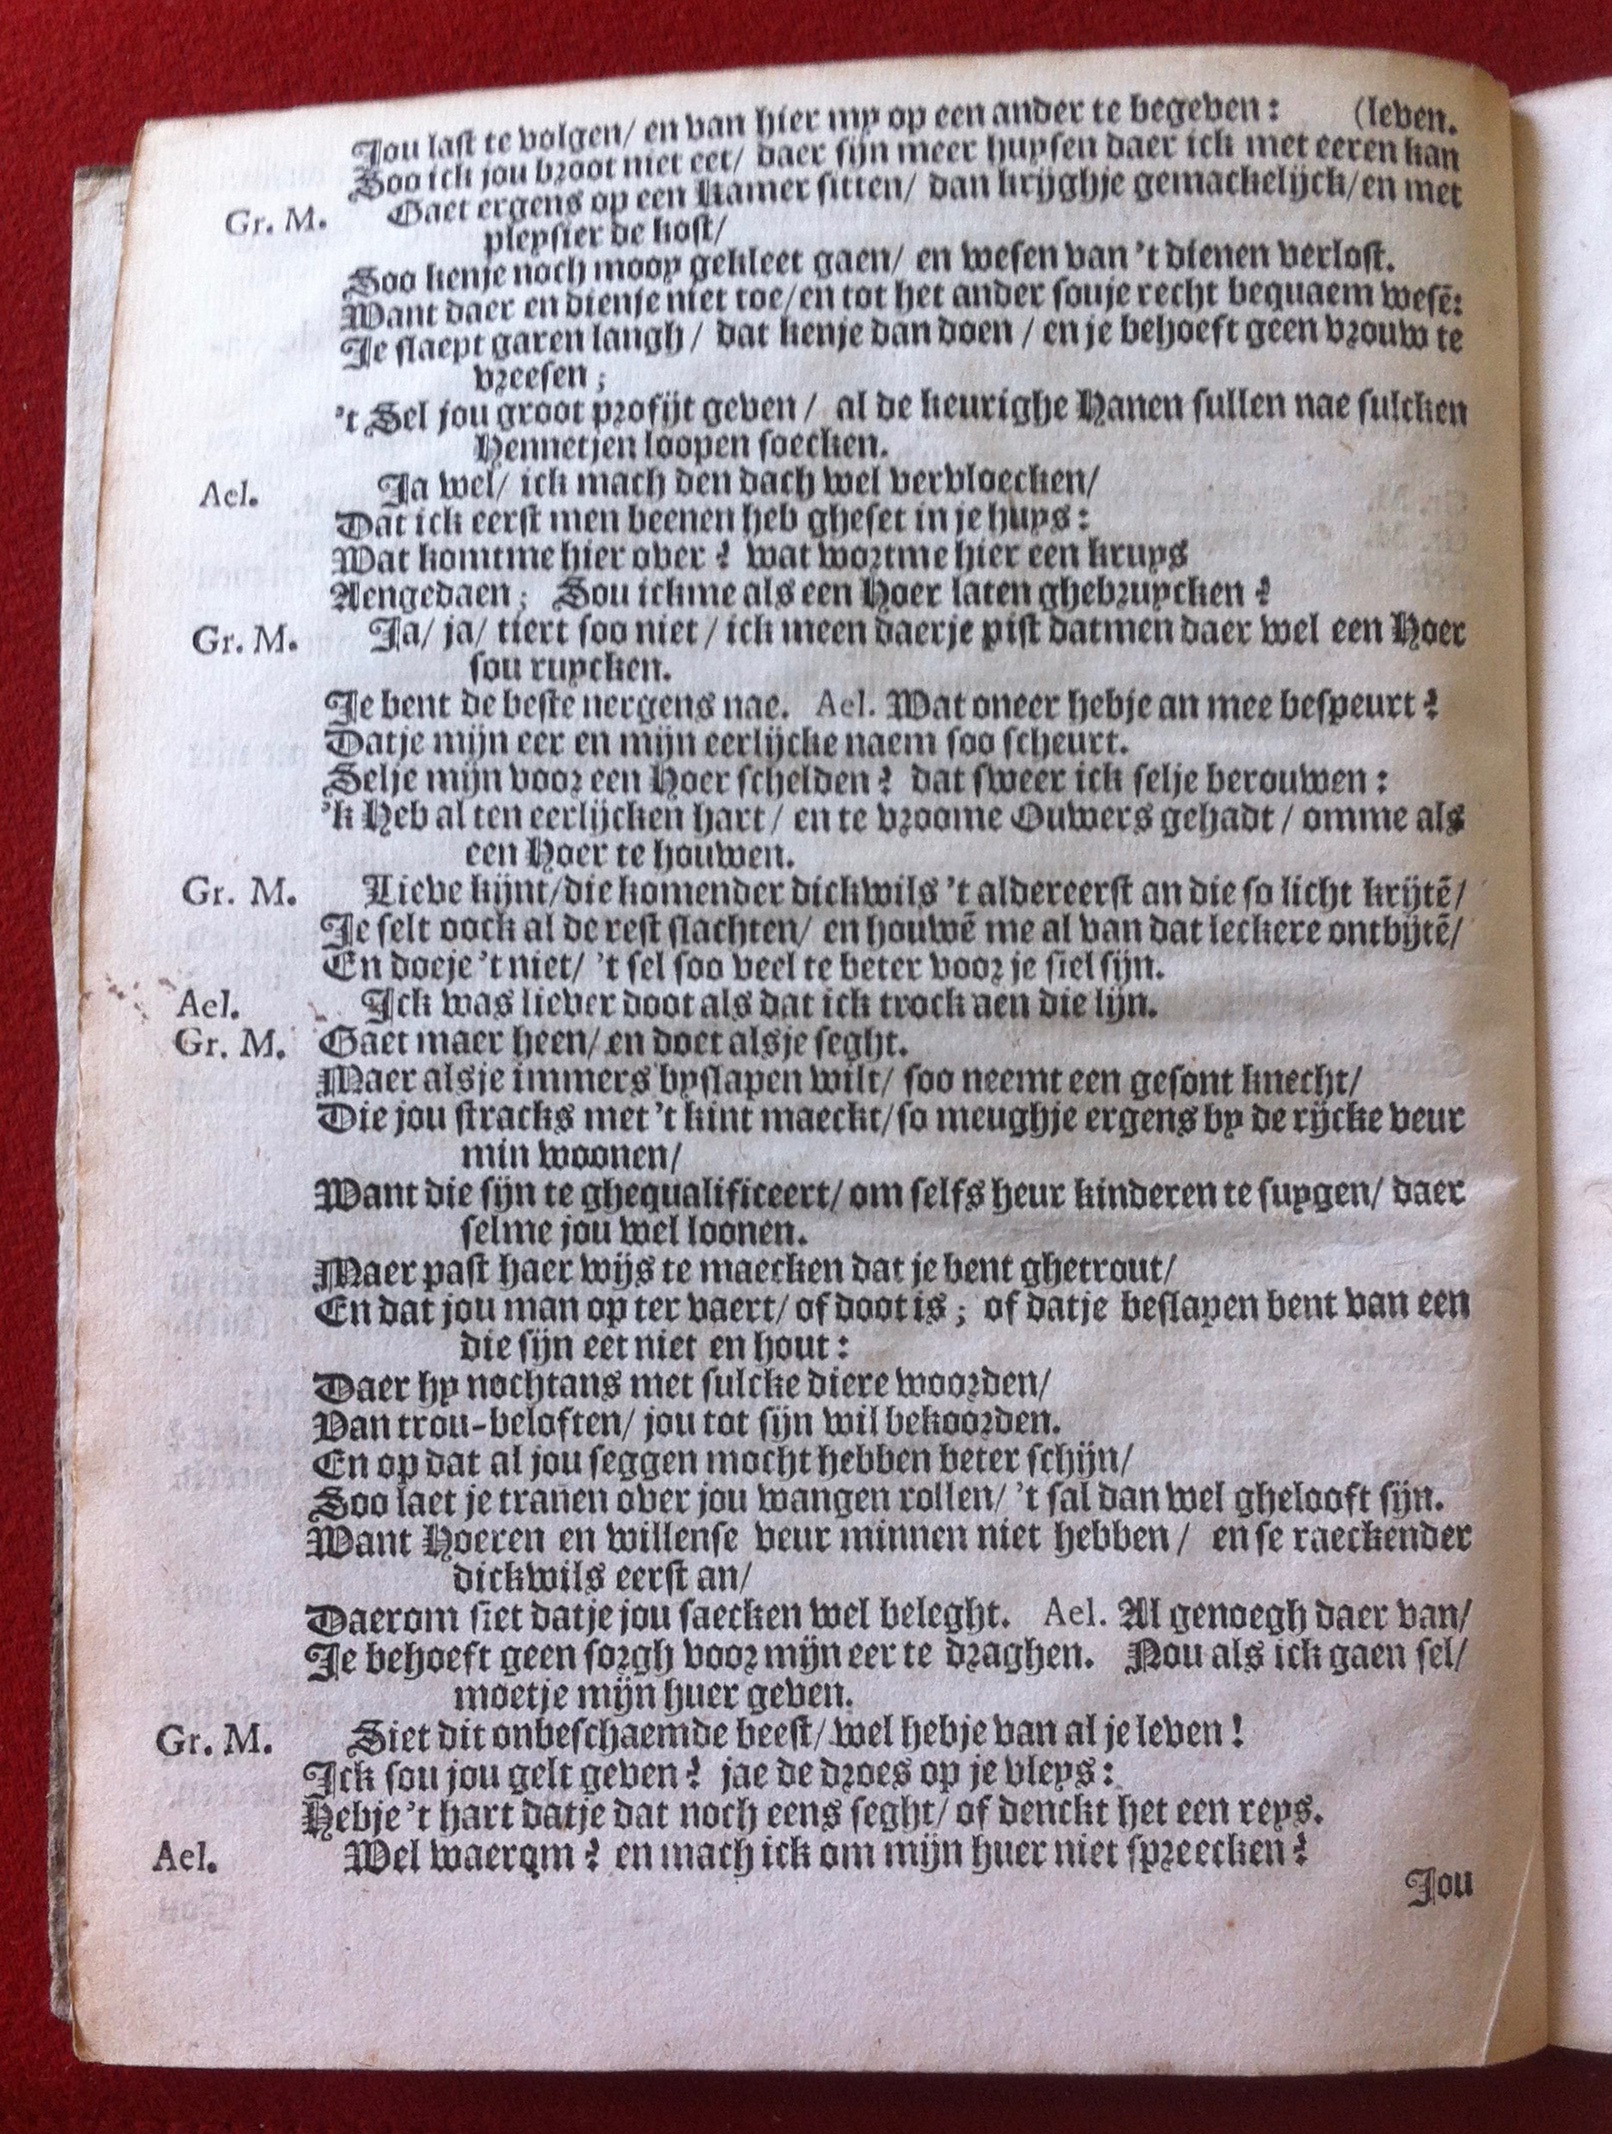 Jou last te volgen/ en van hier my op een ander te begeven: (leven.
Soo ick jou broot niet eet/ daer sijn meer huysen daer ick met eeren kan
Gr. M. Gaet ergens op een Kamer sitten/ dan krijghje gemackelijck/en met
pleysier de kost/
Soo kenje noch mooy gekleet gaen/ en wesen van 't dienen verlost.
Want daer en dienje niet toe/en tot het ander souje recht bequaem wesē:
Je slaept garen langh/ dat kenje dan doen/ en je behoeft geen vrouw te
vreesen;
't Sel jou groot profijt geven/ al de keurighe Hanen sullen nae sulcken
Hennetjen loopen soecken.
Ael. Ja wel/ ick mach den dach wel vervloecken/
Dat ick eerst men beenen heb gheset in je huys:
Wat komtme hier over? wat wortme hier een kruys
Aengedaen; Sou ickme als een Hoer laten ghebruycken?
Gr. M. Ja/ ja/ tiert soo niet/ ick meen daerje pist datmen daer wel een Hoer
sou ruycken.
Je bent de beste nergens nae. Ael. Wat oneer hebje an mee bespeurt?
Datje mijn eer en mijn eerlijcke naem soo scheurt.
Selje mijn voor een Hoer schelden? dat sweer ick selje berouwen:
'k Heb al ten eerlijcken hart/ en te vroome Ouwers gehadt/ omme als
een Hoer te houwen.
Gr. M. Lieve kijnt/die komender dickwils 't aldereerst an die so licht krijtē/
Je selt oock al de rest slachten/ en houwē me al van dat leckere ontbijtē/
En doeje 't niet/ 't sel soo veel te beter voor je siel sijn.
Ael. Ick was liever doot als dat ick trock aen die lijn.
Gr. M. Gaet maer heen/ en doet alsje seght.
Maer alsje immers byslapen wilt/ soo neemt een gesont knecht/
Die jou stracks met 't kint maeckt/so meughje ergens by de rijcke veur
min woonen/
Want die sijn te ghequalificeert/ om selfs heur kinderen te suygen/ daer
selme jou wel loonen.
Maer past haer wijs te maecken dat je bent ghetrout/
En dat jou man op ter vaert/ of doot is; of datje beslapen bent van een
die sijn eet niet en hout:
Daer hy nochtans met sulcke diere woorden/
Van trou-beloften/ jou tot sijn wil bekoorden.
En op dat al jou seggen mocht hebben beter schijn/
Soo laet je tranen over jou wangen rollen/ 't sal dan wel ghelooft sijn.
Want Hoeren en willense veur minnen niet hebben/ en se raeckender
dickwils eerst an/
Daerom siet datje jou saecken wel beleght. Ael. Al genoegh daer van/
Je behoeft geen sorgh voor mijn eer te draghen. Nou als ick gaen sel/
moetje mijn huer geven.
Gr. M. Siet dit onbeschaemde beest/ wel hebje van al je leven!
Ick sou jou gelt geven? jae de droes op je vleys:
Hebje 't hart datje dat noch eens seght/ of denckt het een reys.
Ael. Wel waerom? en mach ick om mijn huer niet spreecken?
Jou